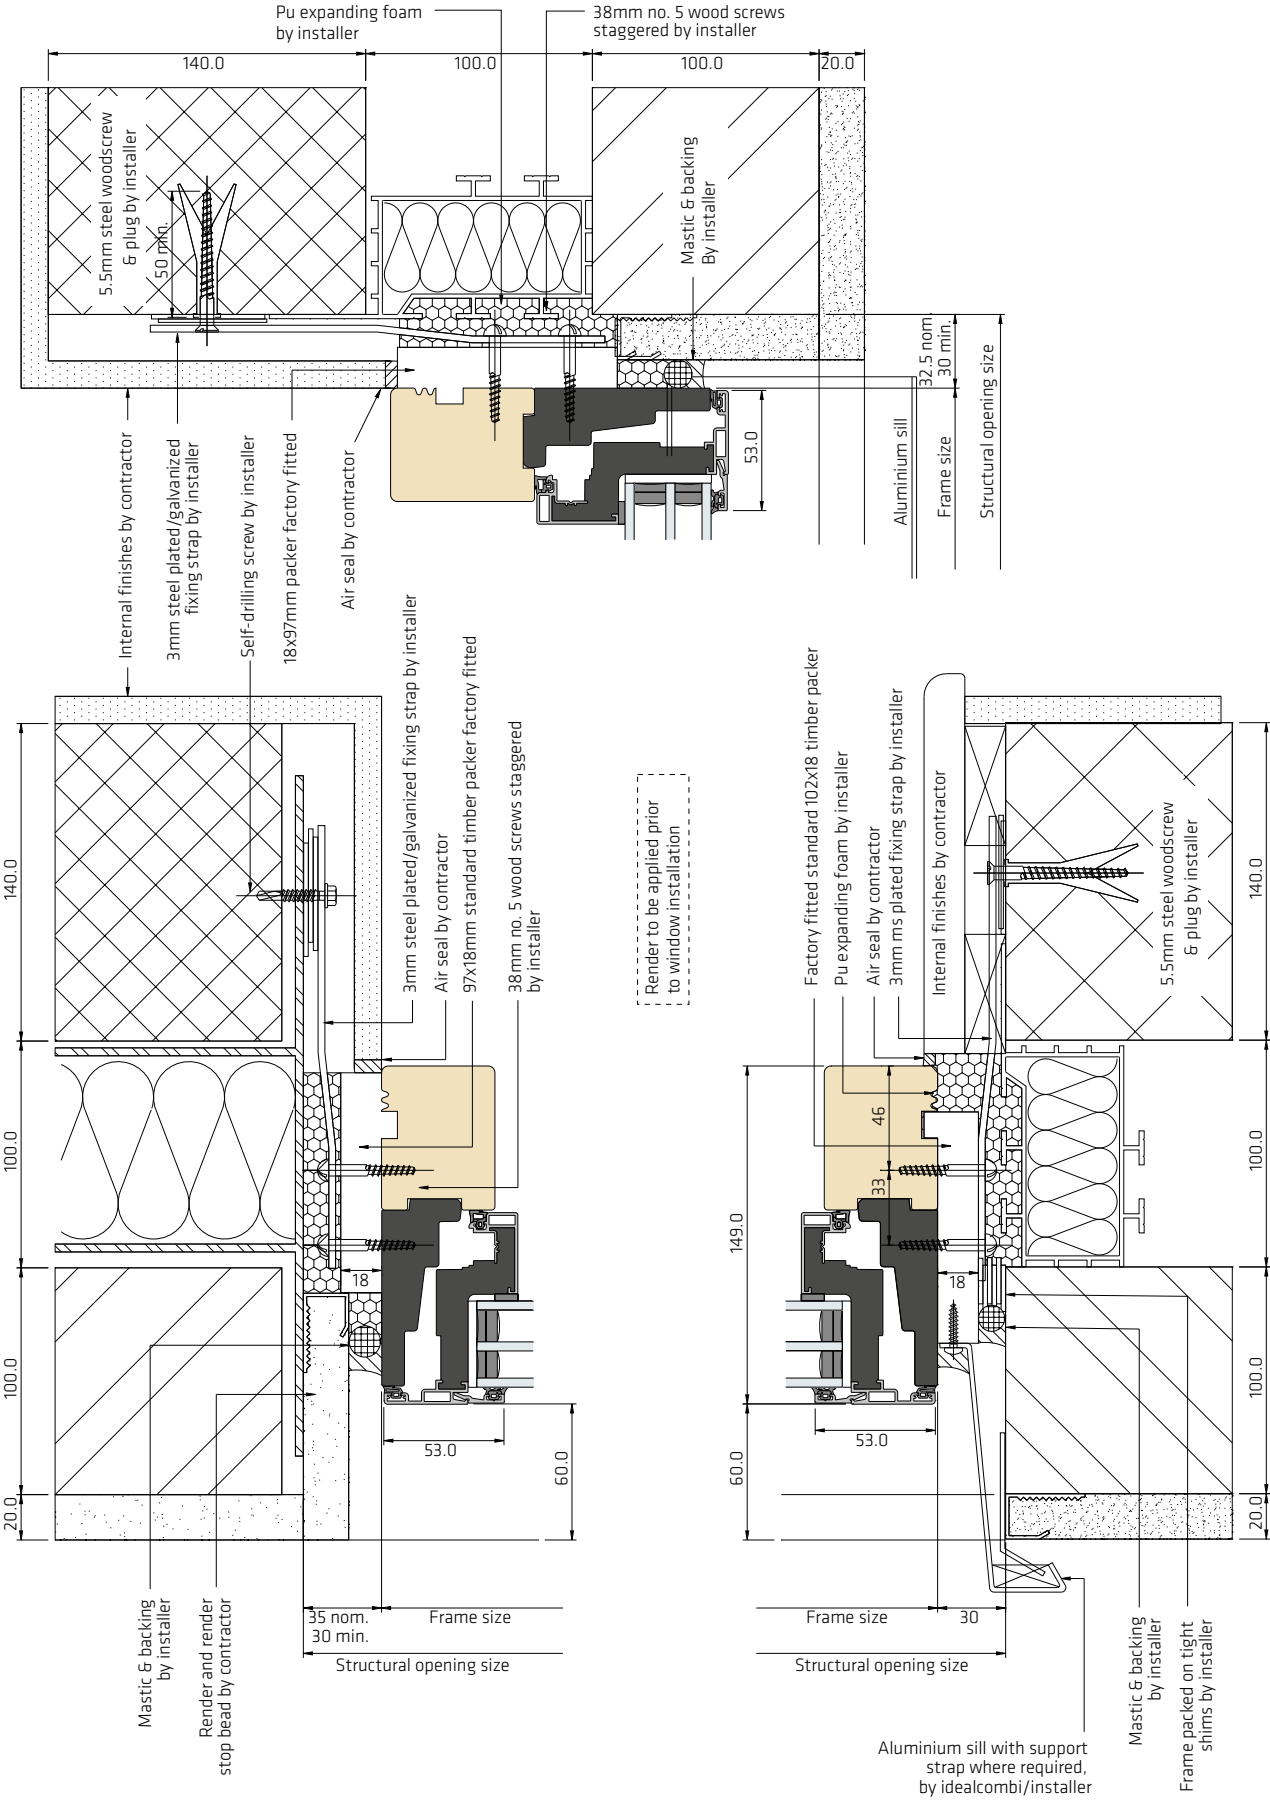 Pu expanding foam
by installer
38mm no. 5 wood screws
staggered by installer
140.0
100.0
100.0
20.0
5.5mm steel woodscrew
& plug by installer
50 min.
Mastic & backing
By installer
32.5 nom.
30 min.
53.0
Aluminium sill
Frame size
Structural opening size
Internal finishes by contractor
3mm steel plated/galvanized
fixing strap by installer
Self-drilling screw by installer
18x97mm packer factory fitted
Air seal by contractor
140.0
100.0
100.0
20.0
3mm steel plated/galvanized fixing strap by installer
Air seal by contractor
97x18mm standard timber packer factory fitted
38mm no. 5 wood screws staggered
by installer
18
53.0
60.0
Mastic & backing
by installer
Render and render
stop bead by contractor
35 nom.
30 min.
Frame size
Structural opening size
Render to be applied prior
to window installation
Factory fitted standard 102x18 timber packer
Pu expanding foam by installer
Air seal by contractor
3mm ms plated fixing strap by installer
Internal finishes by contractor
5.5mm steel woodscrew
& plug by installer
140.0
100.0
100.0
20.0
46
33
149.0
18
53.0
60.0
Frame size
30
Structural opening size
Mastic & backing
by installer
Frame packed on tight
shims by installer
Aluminium sill with support
strap where required,
by idealcombi/installer